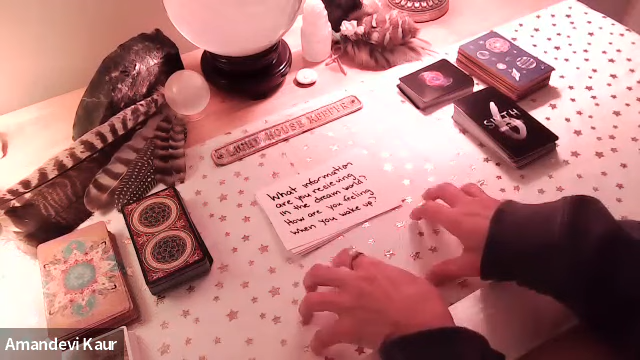 LIGHT HOUSE KEEPER
What information
are you receiving
in the dream world?
How are you feeling
when you wake up?
Amandevi Kaur